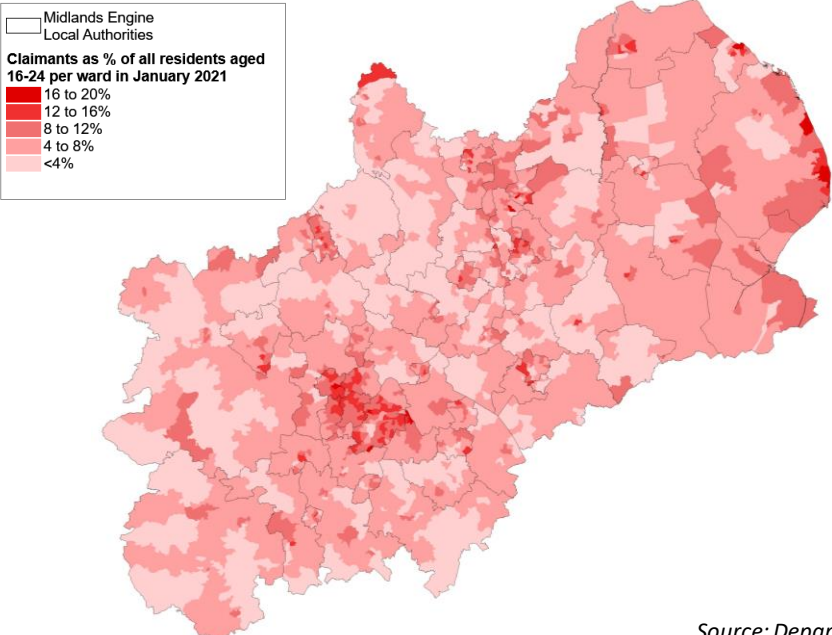 Midlands Engine
Local Authorities
Claimants as % of all residents aged
16-24 per ward in January 2021
16 to 20%
12 to 16%
8 to 12%
4 to 8%
<4%
Source: Depar